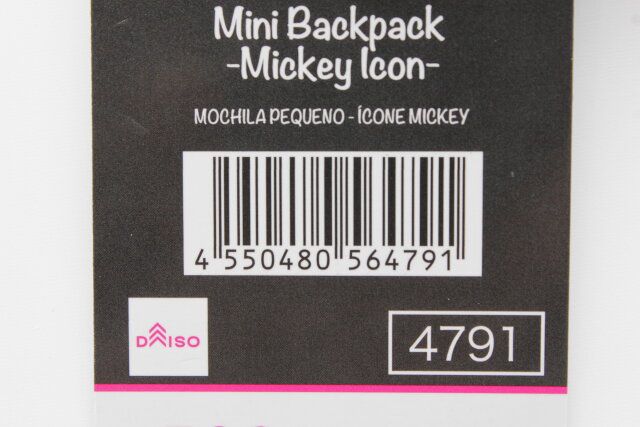 Mini Backpack
-Mickey Icon-
MOCHILA PEQUENO - ÍCONE MICKEY
4 550480 564791
DAISO
4791